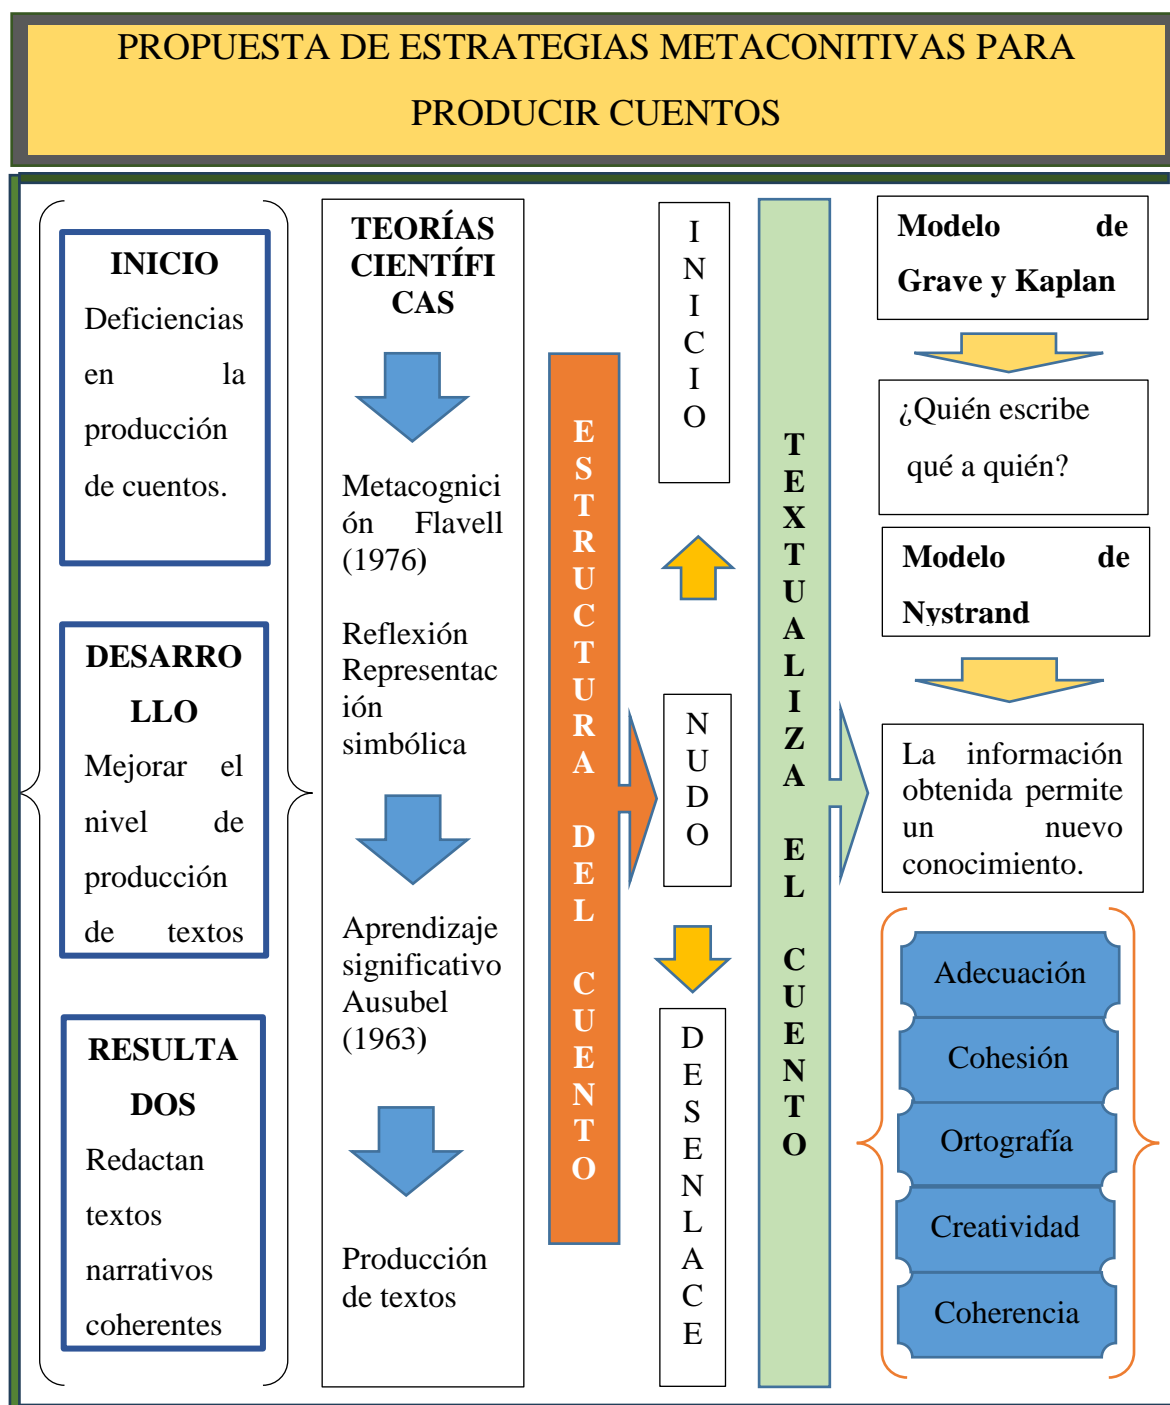 PROPUESTA DE ESTRATEGIAS METACONITIVAS PARA
PRODUCIR CUENTOS
INICIO
Deficiencias
en la
producción
de cuentos.
DESARRO
LLO
Mejorar el
nivel de
producción
de textos
RESULTA
DOS
Redactan
textos
narrativos
coherentes
TEORÍAS
CIENTÍFI
CAS
Metacognici
ón Flavell
(1976)
Reflexión
Representac
ión
simbólica
Aprendizaje
significativo
Ausubel
(1963)
Producción
de textos
ESTRUCTURA DEL CUENTO
INICIO
NUDO
DESENLACE
TEXTUALIZA EL CUENTO
Modelo de
Grave y Kaplan
¿Quién escribe
qué a quién?
Modelo de
Nystrand
La información
obtenida permite
un nuevo
conocimiento.
Adecuación
Cohesión
Ortografía
Creatividad
Coherencia